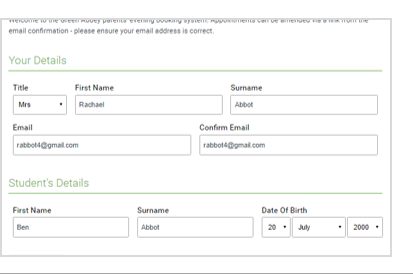 Welcome to the Green Abbey parents' evening booking system. Appointments can be amended via a link from the
email confirmation - please ensure your email address is correct.
Your Details
Title First Name Surname
Mrs Rachael Abbot
Email Confirm Email
rabbot4@gmail.com rabbot4@gmail.com
Student's Details
First Name Surname Date Of Birth
Ben Abbot 20 July 2000